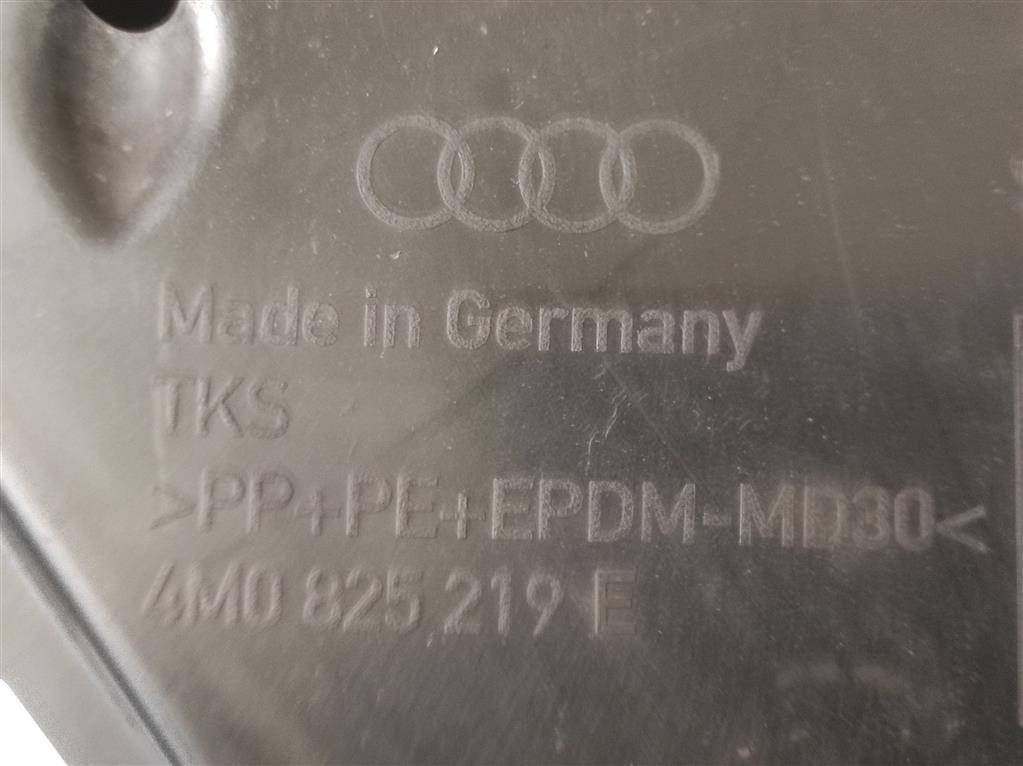 Made in Germany
TKS
>PP+PE+EPDM-MD30<
4M0 825 219 E